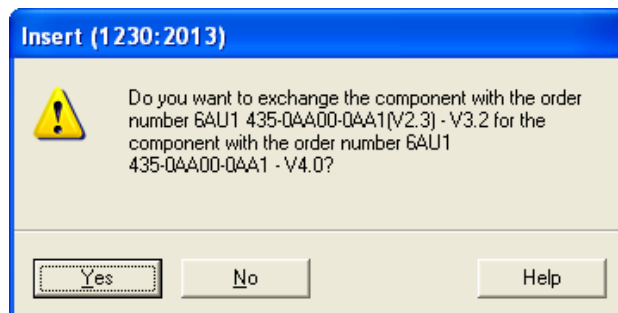 Insert (1230:2013)
Do you want to exchange the component with the order
number 6AU1 435-0AA00-0AA1(V2.3) - V3.2 for the
component with the order number 6AU1
435-0AA00-0AA1 - V4.0?
Yes
No
Help